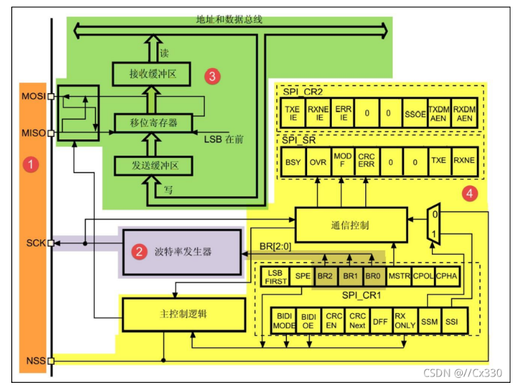 地址和数据总线
读
接收缓冲区
3
MOSI
移位寄存器
MISO
LSB 在前
1
发送缓冲区
写
SPI_CR2
TXE IE
RXNE IE
ERR IE
0
0
SSOE
TXDM AEN
RXDM AEN
SPI_SR
BSY
OVR
MOD F
CRC ERR
0
0
TXE
RXNE
4
通信控制
0
1
SCK
2
波特率发生器
BR[2:0]
LSB FIRST
SPE
BR2
BR1
BR0
MSTR
CPOL
CPHA
SPI_CR1
主控制逻辑
BIDI MODE
BIDI OE
CRC EN
CRC Next
DFF
RX ONLY
SSM
SSI
NSS
CSDN @//Cx330